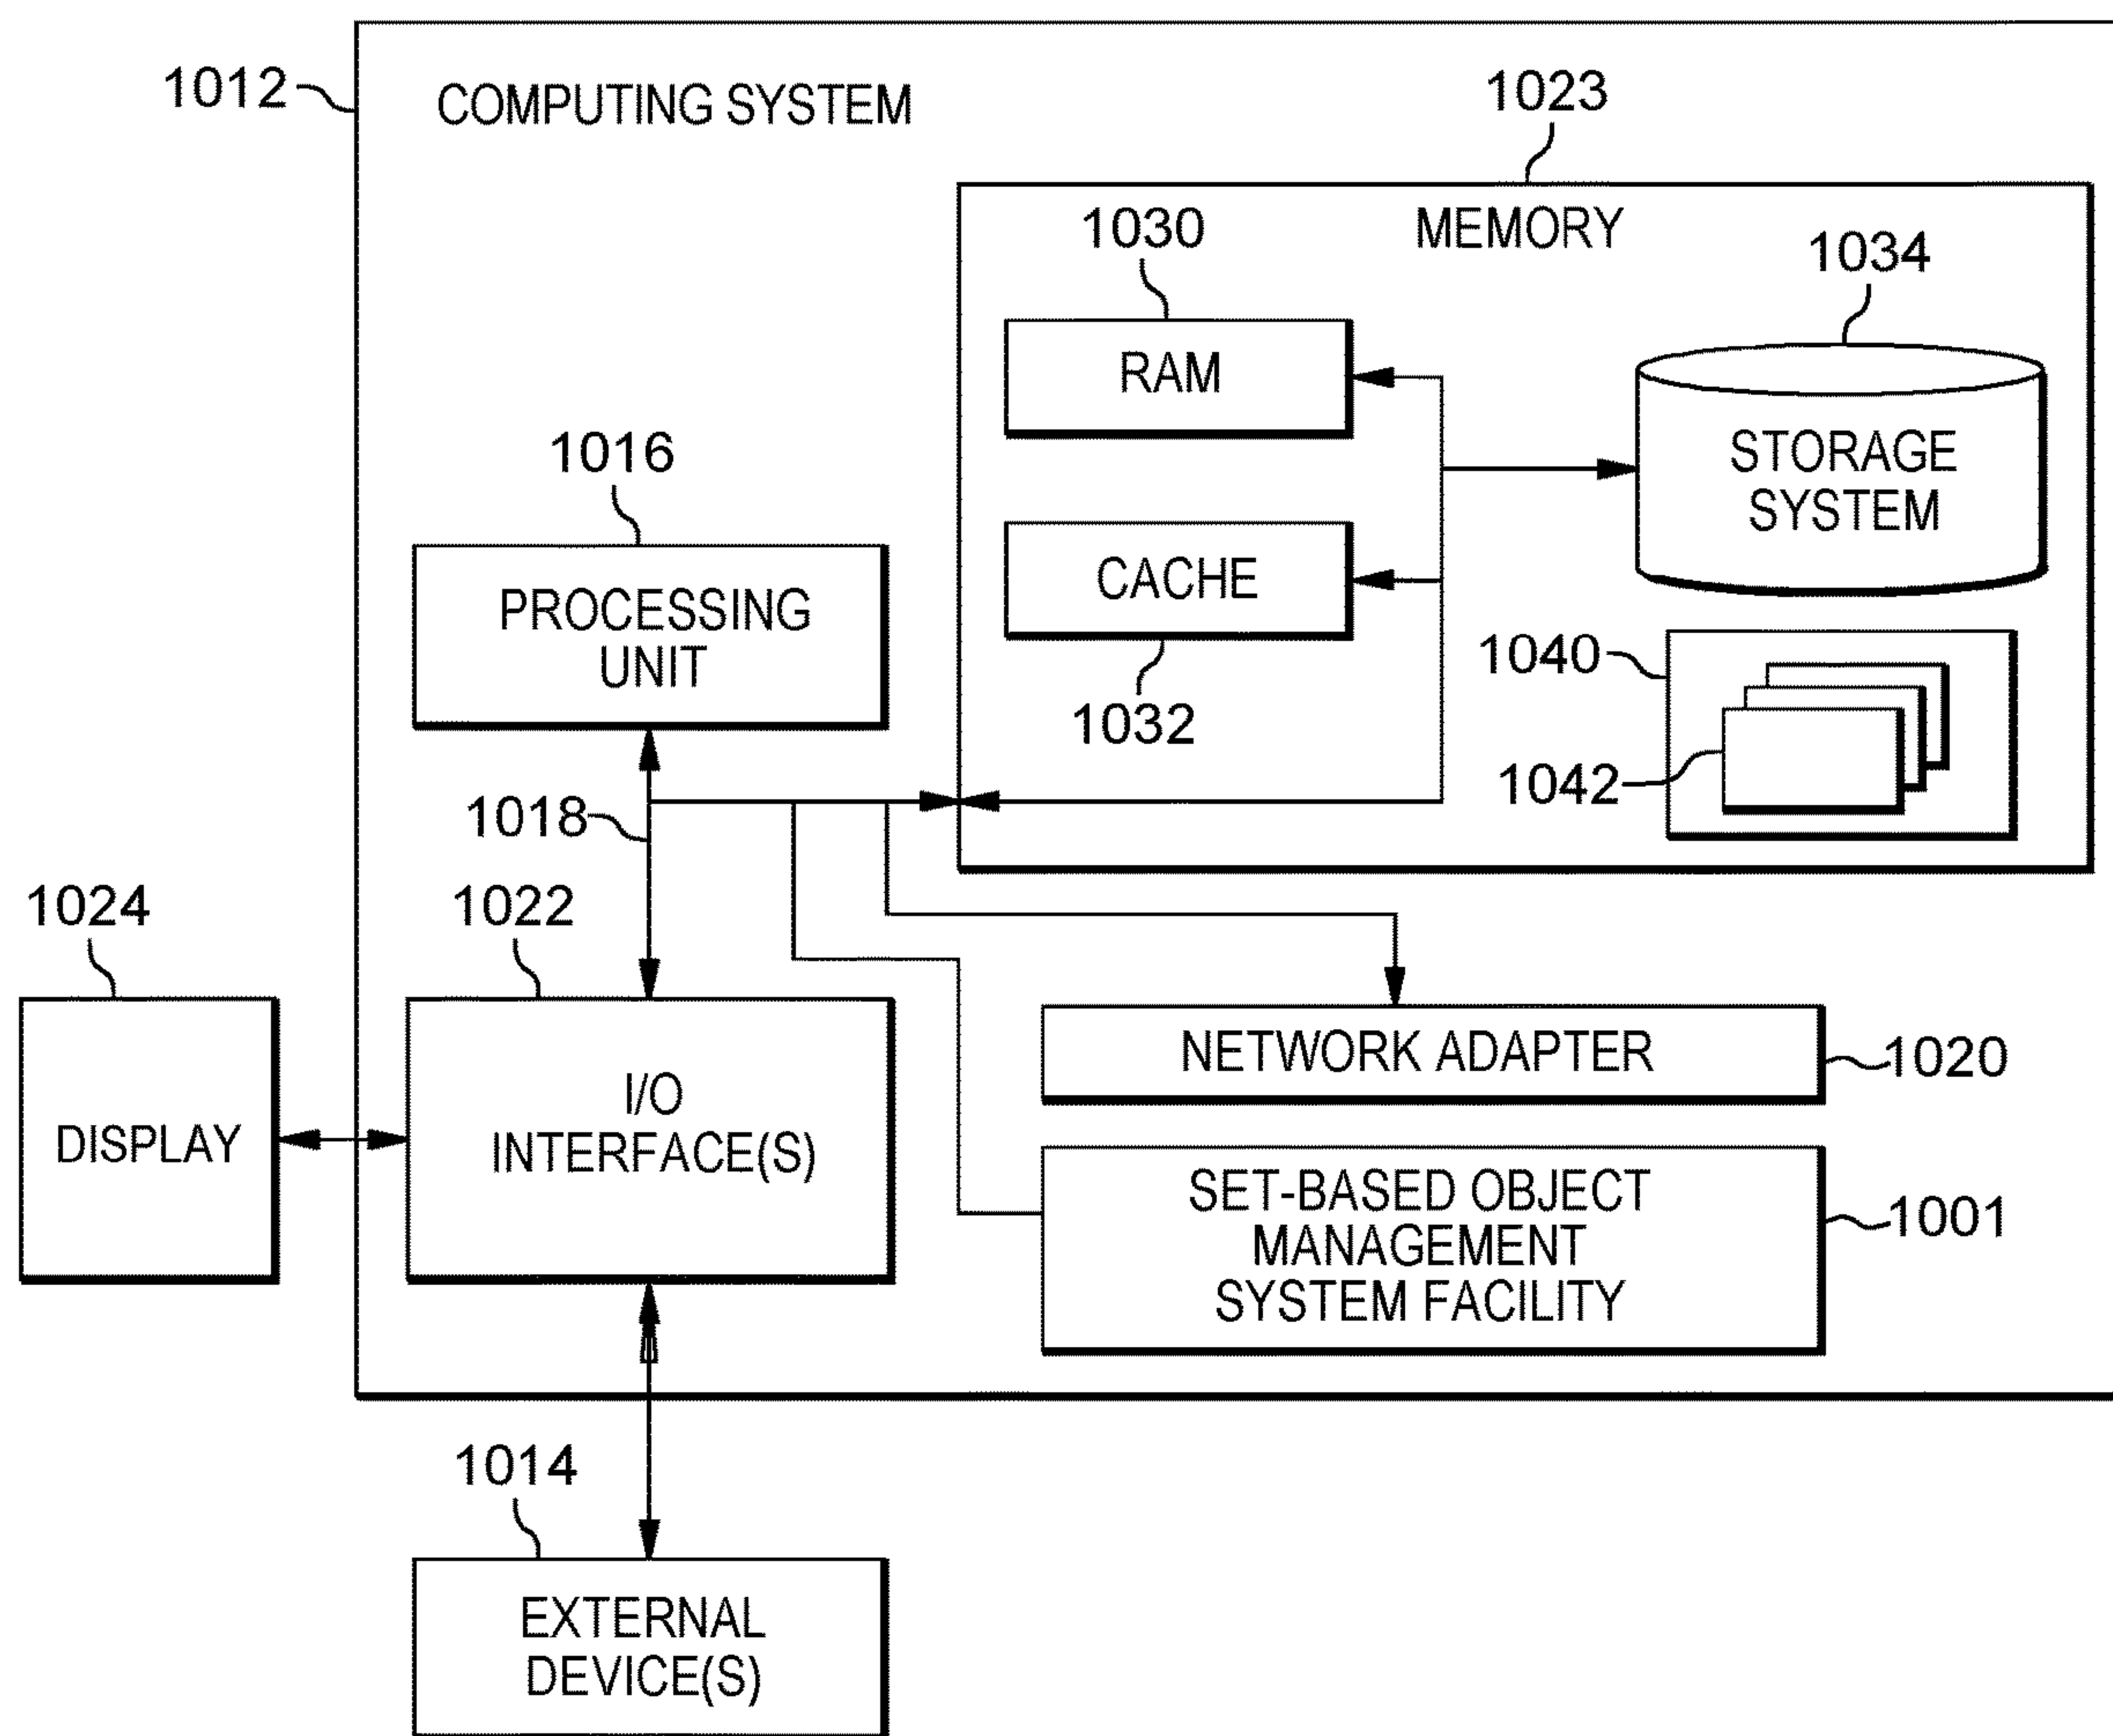 1012
COMPUTING SYSTEM
1023
MEMORY
1030
RAM
1034
STORAGE
SYSTEM
1016
PROCESSING
UNIT
CACHE
1032
1040
1042
1018
1024
DISPLAY
1022
I/O
INTERFACE(S)
NETWORK ADAPTER
1020
SET-BASED OBJECT
MANAGEMENT
SYSTEM FACILITY
1001
1014
EXTERNAL
DEVICE(S)